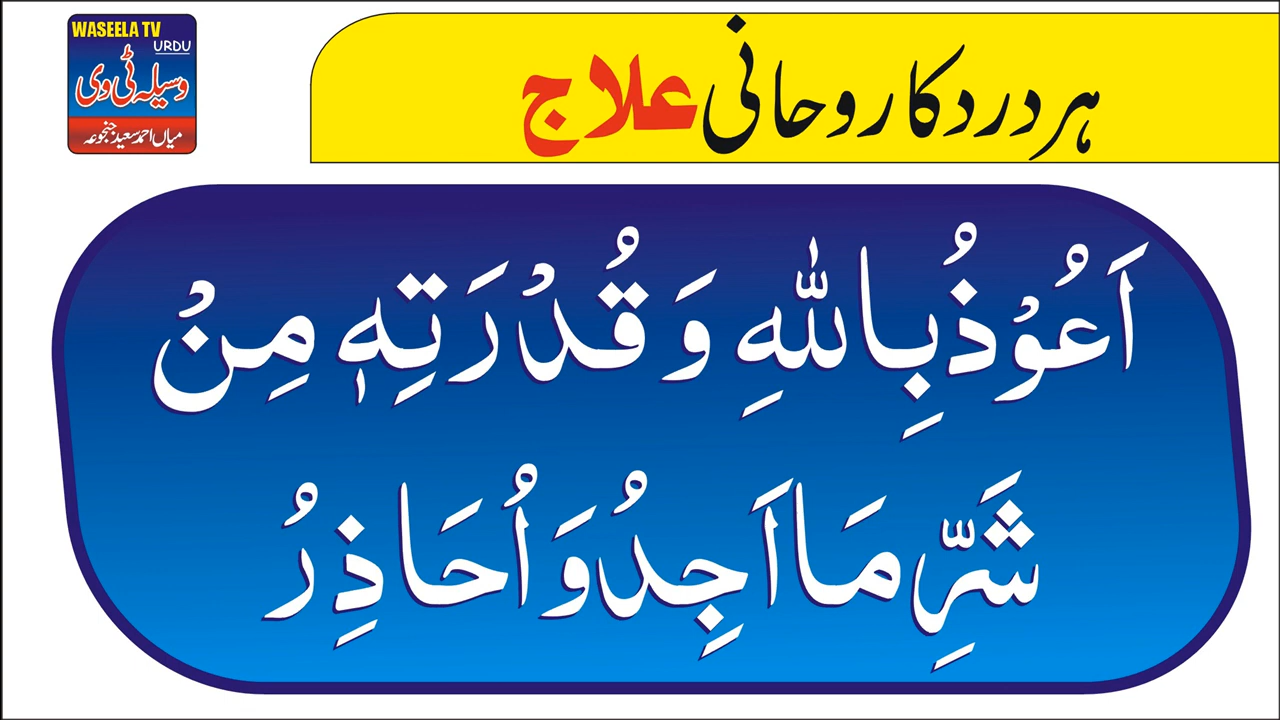 WASEELA TV
URDU
وسیلہ ٹی وی
میاں احمد سعید جنجوعہ
ہر درد کا روحانی علاج
اَعُوْذُ بِاللّٰهِ وَ قُدْرَتِهٖ مِنْ
شَرِّ مَا اَجِدُ وَ اُحَاذِرُ